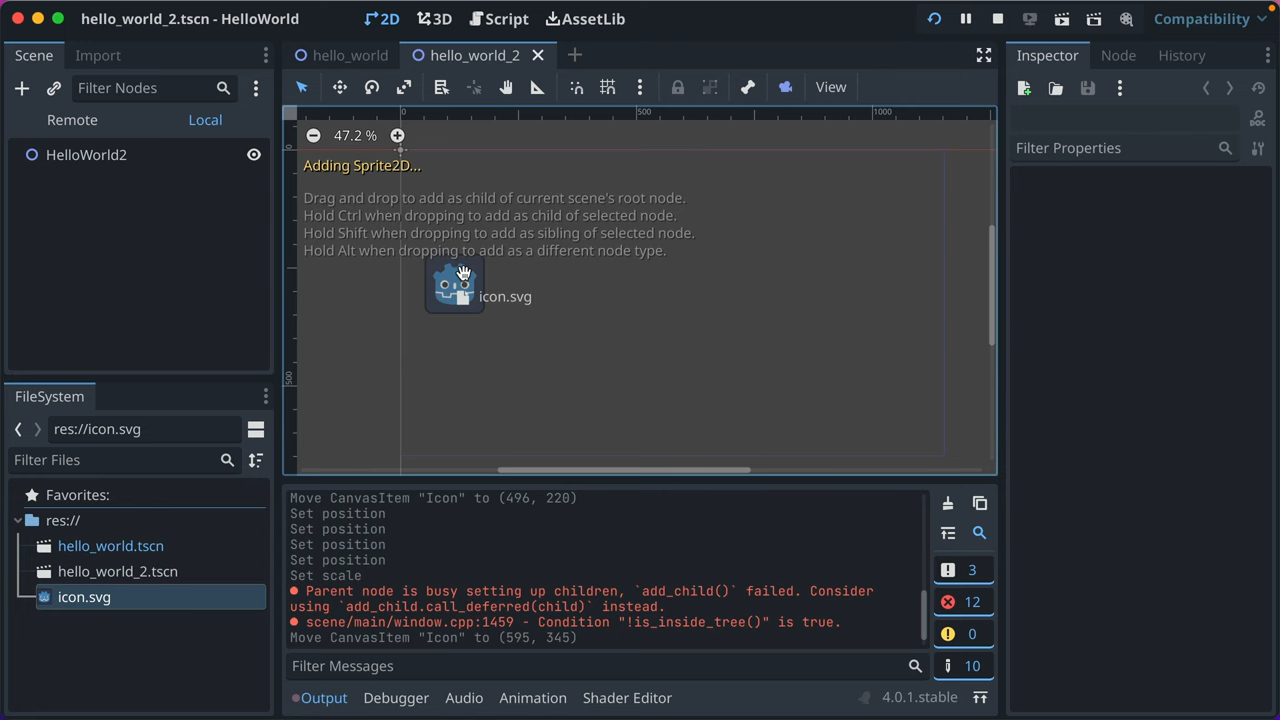 hello_world_2.tscn - HelloWorld
2D
3D
Script
AssetLib
Compatibility
Scene
Import
Filter Nodes
Remote
Local
HelloWorld2
FileSystem
res://icon.svg
Filter Files
Favorites:
res://
hello_world.tscn
hello_world_2.tscn
icon.svg
hello_world
hello_world_2
View
0
500
1000
0
500
47.2 %
Adding Sprite2D...
Drag and drop to add as child of current scene's root node.
Hold Ctrl when dropping to add as child of selected node.
Hold Shift when dropping to add as sibling of selected node.
Hold Alt when dropping to add as a different node type.
icon.svg
Move CanvasItem "Icon" to (496, 220)
Set position
Set position
Set position
Set position
Set scale
Parent node is busy setting up children, `add_child()` failed. Consider
using `add_child.call_deferred(child)` instead.
scene/main/window.cpp:1459 - Condition "!is_inside_tree()" is true.
Move CanvasItem "Icon" to (595, 345)
3
12
0
10
Filter Messages
Output
Debugger
Audio
Animation
Shader Editor
4.0.1.stable
Inspector
Node
History
DOC
Filter Properties